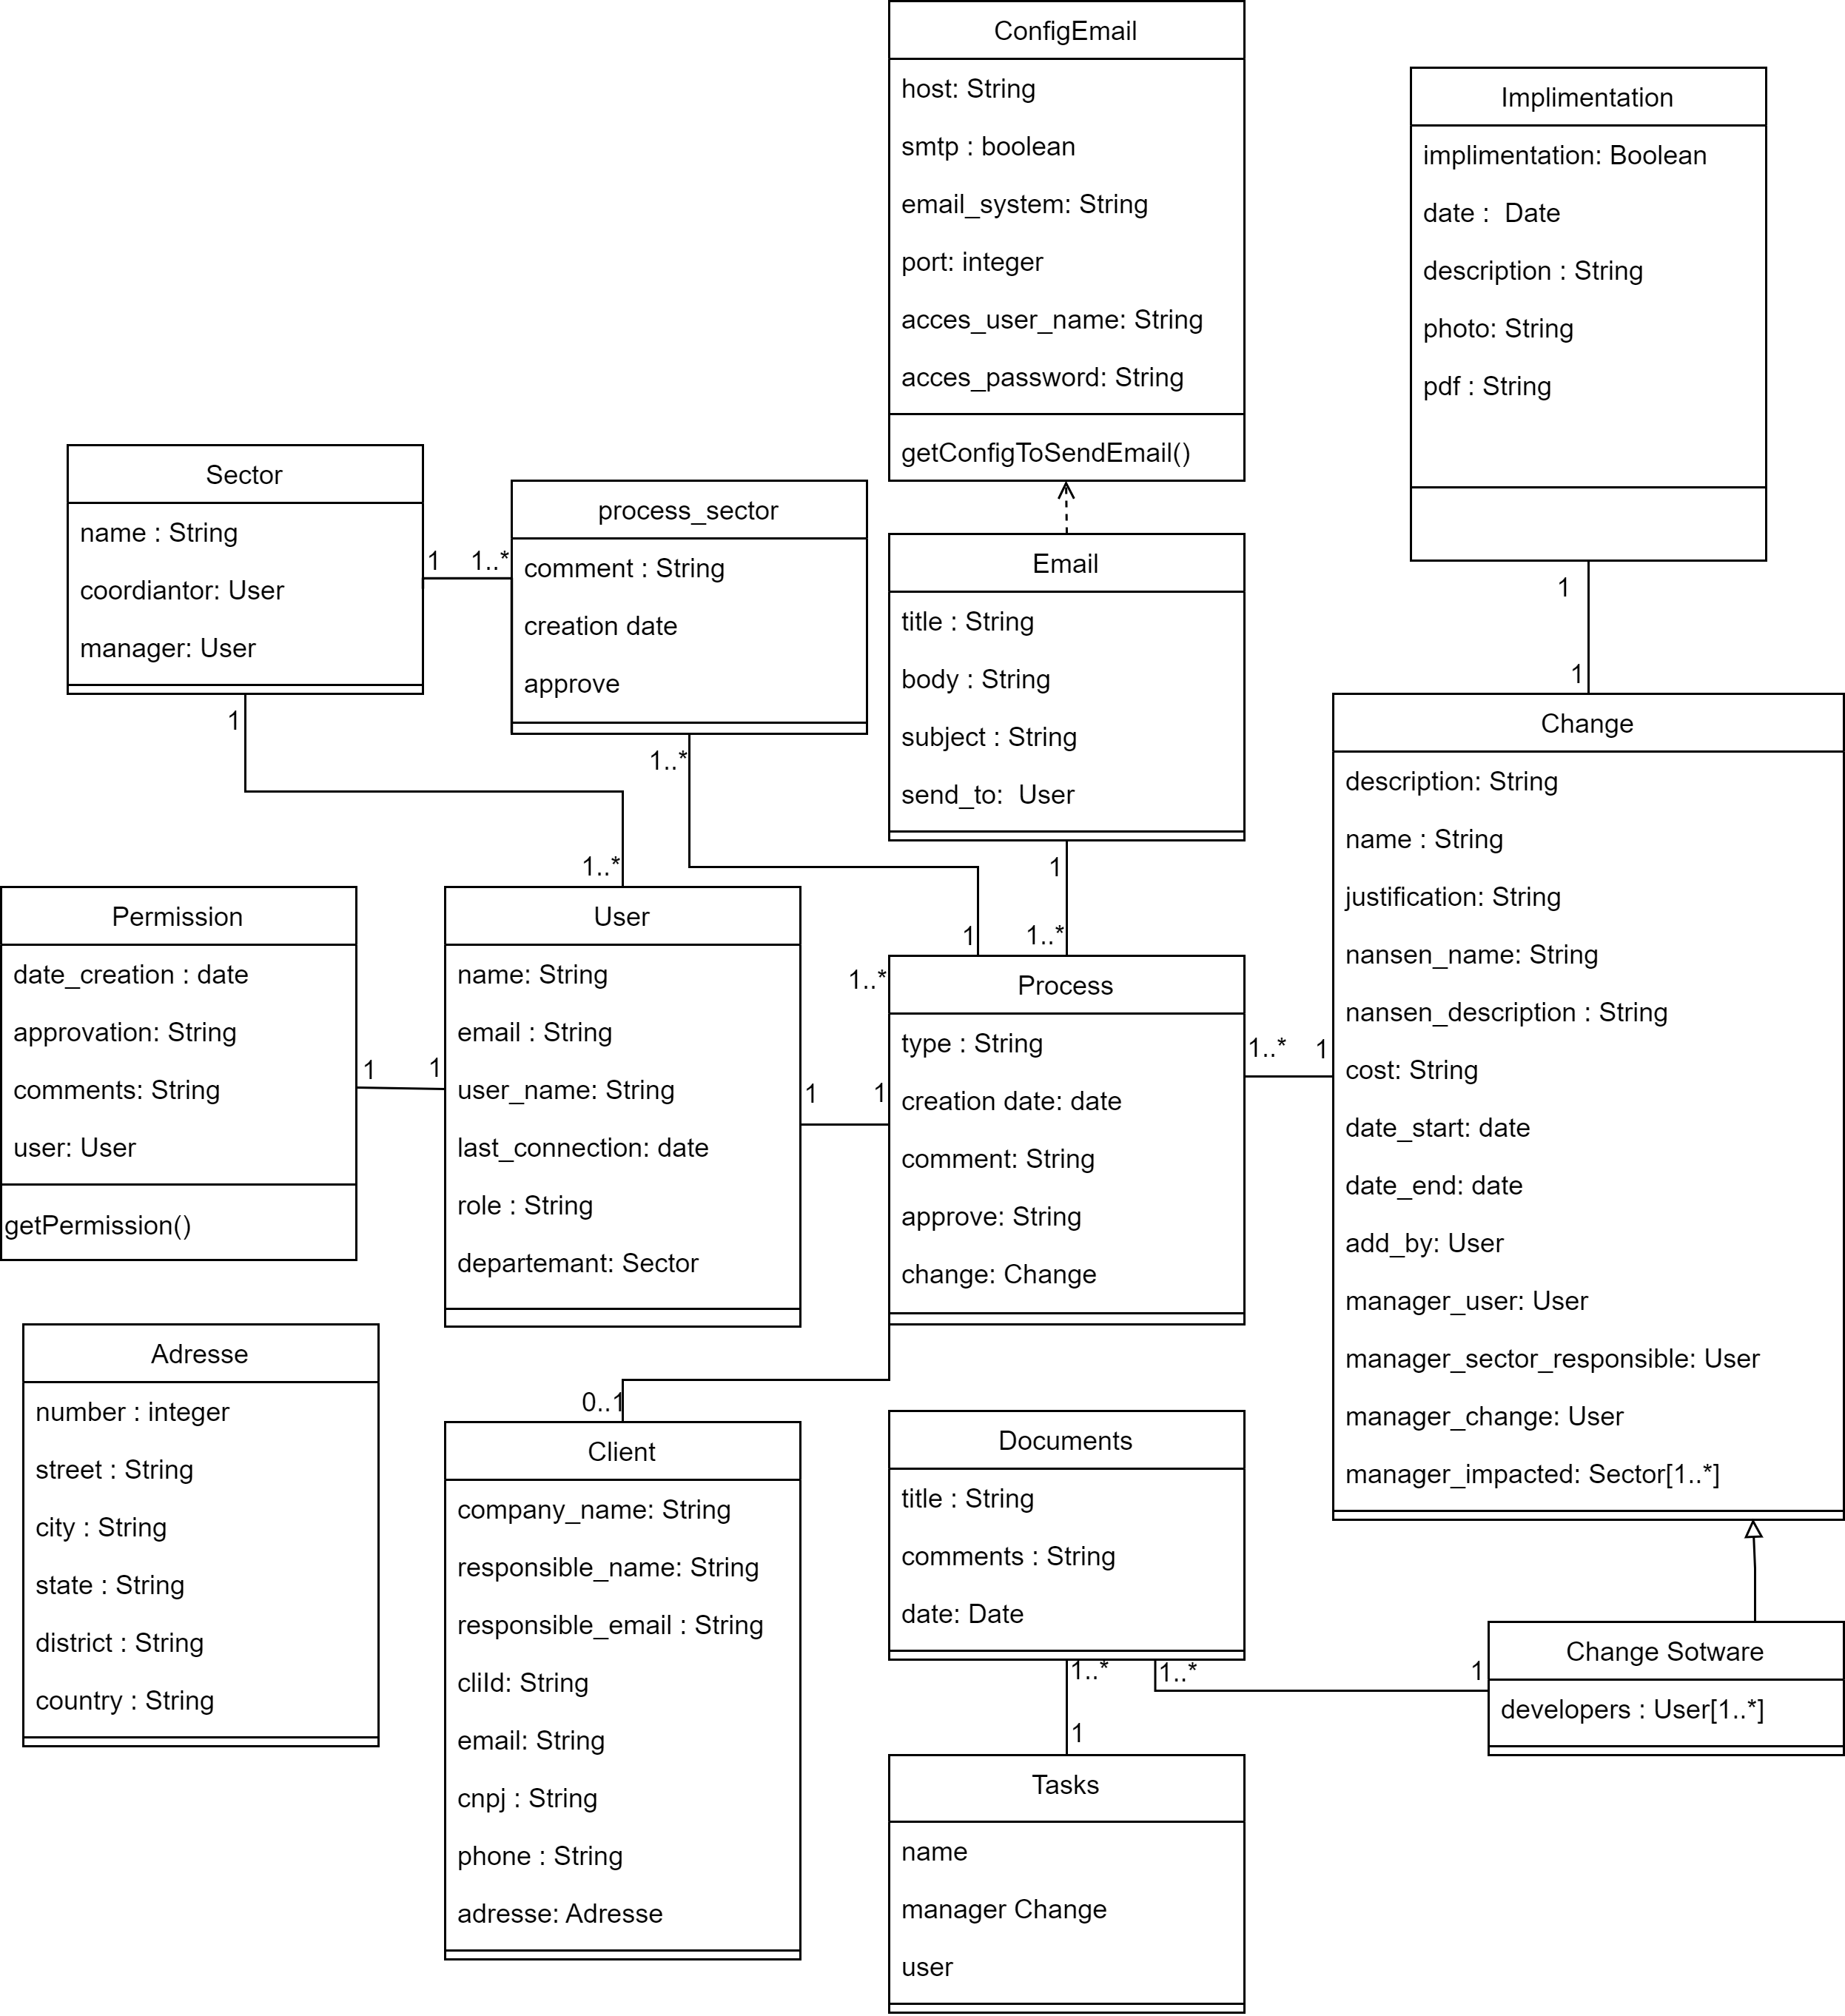 ConfigEmail
host: String
smtp : boolean
email_system: String
port: integer
acces_user_name: String
acces_password: String
getConfigToSendEmail()
Implimentation
implimentation: Boolean
date :  Date
description : String
photo: String
pdf : String
1
1
Sector
name : String
coordiantor: User
manager: User
1
1..*
process_sector
comment : String
creation date
approve
1
1..*
1..*
1
Email
title : String
body : String
subject : String
send_to:  User
1
1..*
Change
description: String
name : String
justification: String
nansen_name: String
nansen_description : String
cost: String
date_start: date
date_end: date
add_by: User
manager_user: User
manager_sector_responsible: User
manager_change: User
manager_impacted: Sector[1..*]
Permission
date_creation : date
approvation: String
comments: String
user: User
getPermission()
1
1
User
name: String
email : String
user_name: String
last_connection: date
role : String
departemant: Sector
1
1
1..*
Process
type : String
creation date: date
comment: String
approve: String
change: Change
1..*
1
Adresse
number : integer
street : String
city : String
state : String
district : String
country : String
0..1
Client
company_name: String
responsible_name: String
responsible_email : String
cliId: String
email: String
cnpj : String
phone : String
adresse: Adresse
Documents
title : String
comments : String
date: Date
1..*
1..*
1
1
Change Sotware
developers : User[1..*]
Tasks
name
manager Change
user